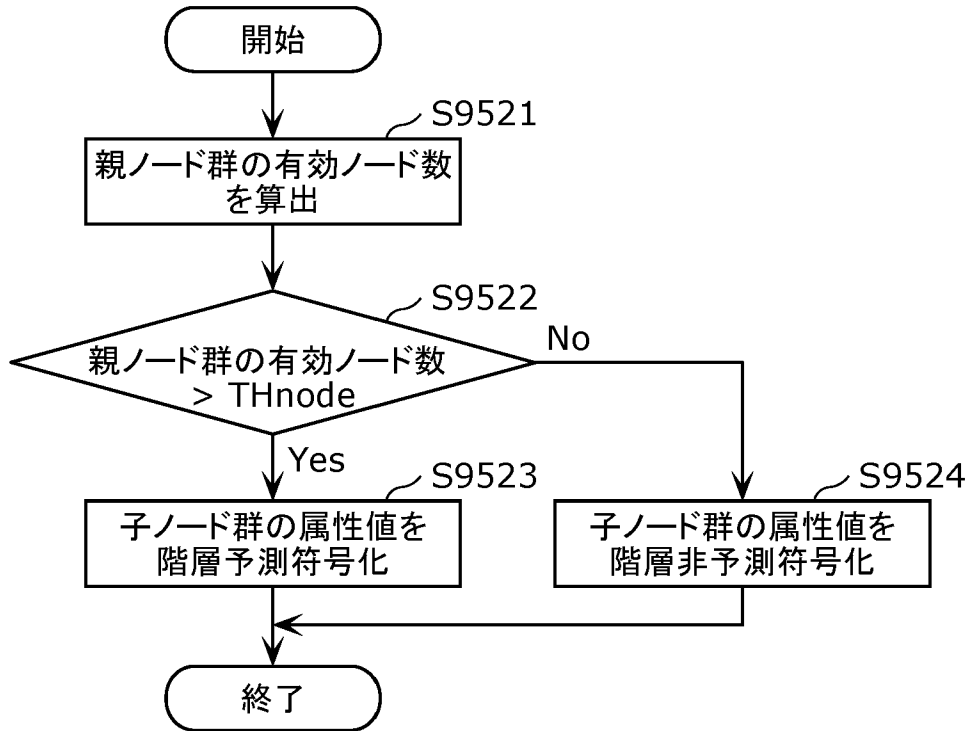 開始
S9521
親ノード群の有効ノード数
を算出
S9522
親ノード群の有効ノード数
> THnode
No
Yes
S9523
子ノード群の属性値を
階層予測符号化
S9524
子ノード群の属性値を
階層非予測符号化
終了